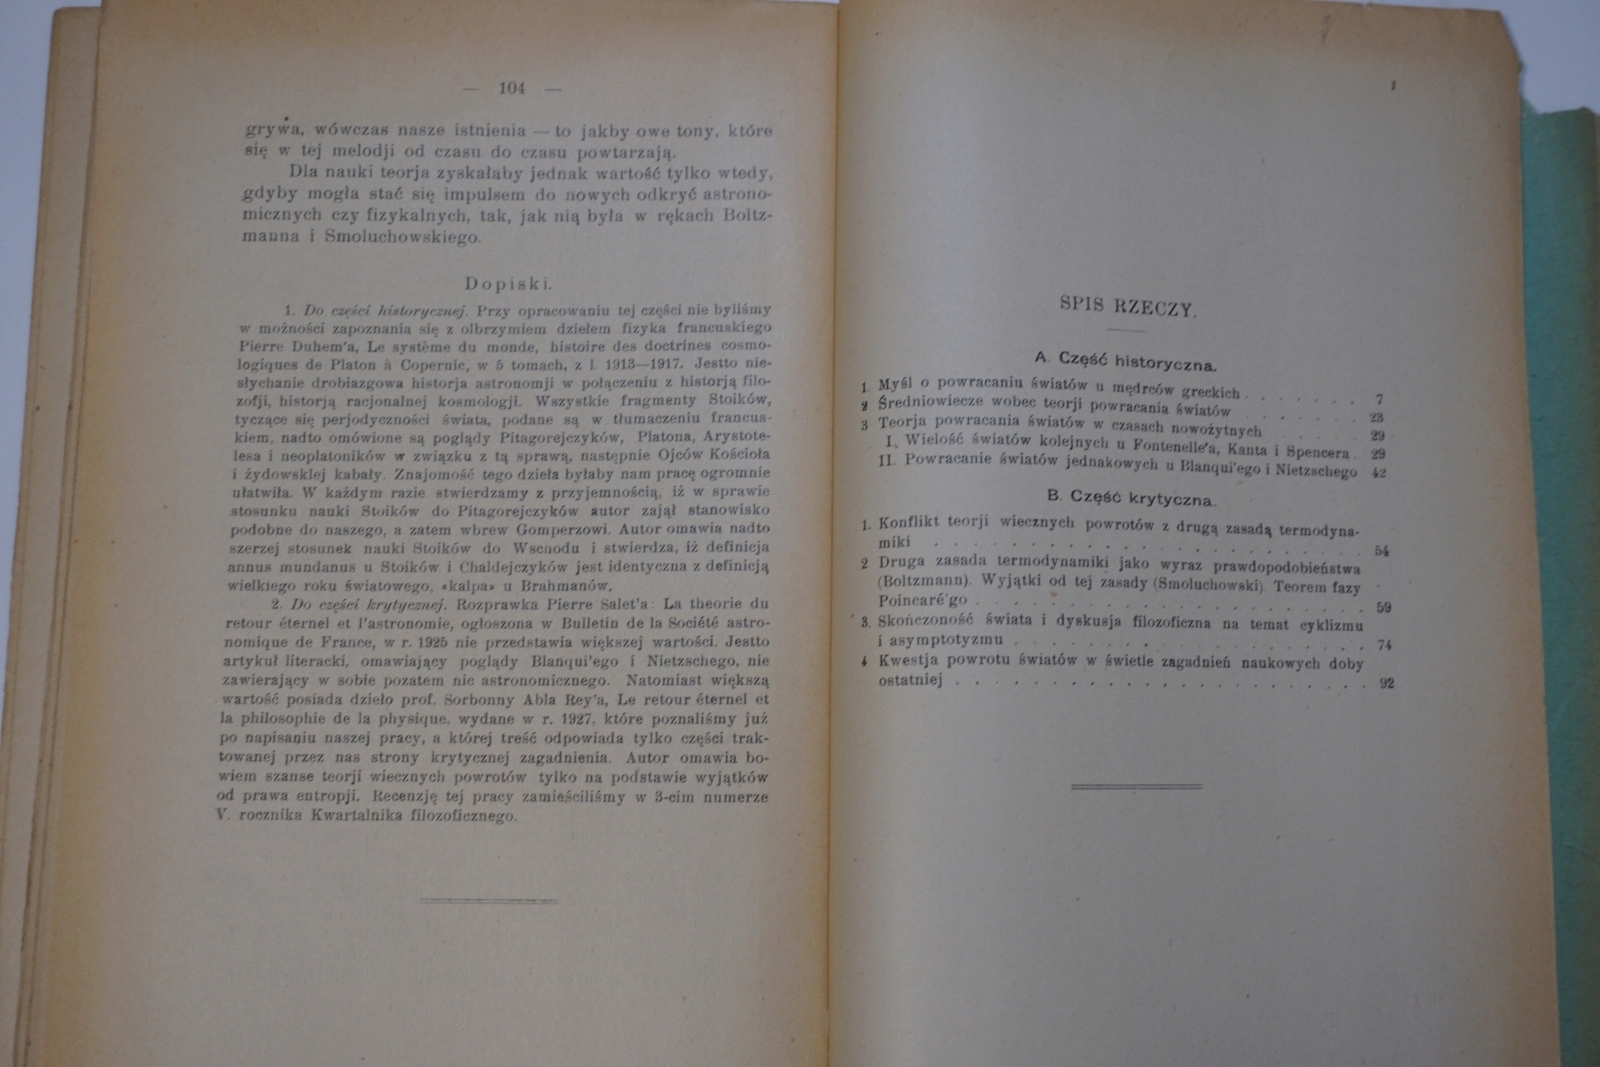 — 104 —
grywa, wówczas nasze istnienia — to jakby owe tony, które
się w tej melodji od czasu do czasu powtarzają.
Dla nauki teorja zyskałaby jednak wartość tylko wtedy,
gdyby mogła stać się impulsem do nowych odkryć astrono-
micznych czy fizykalnych, tak, jak nią była w rękach Boltz-
manna i Smoluchowskiego.
Dopiski.
1. Do części historycznej. Przy opracowaniu tej części nie byliśmy
w możności zapoznania się z olbrzymiem dziełem fizyka francuskiego
Pierre Duhem'a, Le système du monde, histoire des doctrines cosmo-
logiques de Platon à Copernic, w 5 tomach, z l. 1913—1917. Jestto nie-
słychanie drobiazgowa historja astronomji w połączeniu z historją filo-
zofji, historją racjonalnej kosmologji. Wszystkie fragmenty Stoików,
tyczące się perjodyczności świata, podane są w tłumaczeniu francus-
kiem, nadto omówione są poglądy Pitagorejczyków, Platona, Arystote-
lesa i neoplatoników w związku z tą sprawą, następnie Ojców Kościoła
i żydowskiej kabały. Znajomość tego dzieła byłaby nam pracę ogromnie
ułatwiła. W każdym razie stwierdzamy z przyjemnością, iż w sprawie
stosunku nauki Stoików do Pitagorejczyków autor zajął stanowisko
podobne do naszego, a zatem wbrew Gomperzowi. Autor omawia nadto
szerzej stosunek nauki Stoików do Wschodu i stwierdza, iż definicja
annus mundanus u Stoików i Chaldejczyków jest identyczna z definicją
wielkiego roku światowego, «kalpa» u Brahmanów.
2. Do części krytycznej. Rozprawka Pierre Salet'a: La theorie du
retour éternel et l'astronomie, ogłoszona w Bulletin de la Société astro-
nomique de France, w r. 1925 nie przedstawia większej wartości. Jestto
artykuł literacki, omawiający poglądy Blanqui'ego i Nietzschego, nie
zawierający w sobie pozatem nic astronomicznego. Natomiast większą
wartość posiada dzieło prof. Sorbonny Abla Rey'a, Le retour éternel et
la philosophie de la physique, wydane w r. 1927, które poznaliśmy już
po napisaniu naszej pracy, a której treść odpowiada tylko części trak-
towanej przez nas strony krytycznej zagadnienia. Autor omawia bo-
wiem szanse teorji wiecznych powrotów tylko na podstawie wyjątków
od prawa entropji. Recenzję tej pracy zamieściliśmy w 3-cim numerze
V. rocznika Kwartalnika filozoficznego.
SPIS RZECZY.
A. Część historyczna.
1. Myśl o powracaniu światów u mędrców greckich . . . . . . . 7
2 Średniowiecze wobec teorji powracania światów . . . . . . 23
3 Teorja powracania światów w czasach nowożytnych . . . . 29
I. Wielość światów kolejnych u Fontenelle'a, Kanta i Spencera . 29
II. Powracanie światów jednakowych u Blanqui'ego i Nietzschego 42
B. Część krytyczna.
1. Konflikt teorji wiecznych powrotów z drugą zasadą termodyna-
miki . . . . . . . . . . . . . . . . . 54
2 Druga zasada termodynamiki jako wyraz prawdopodobieństwa
(Boltzmann). Wyjątki od tej zasady (Smoluchowski) Teorem fazy
Poincaré'go . . . . . . . . . . . . . . . . 59
3. Skończoność świata i dyskusja filozoficzna na temat cyklizmu
i asymptotyzmu . . . . . . . . . . . . . . 74
4 Kwestja powrotu światów w świetle zagadnień naukowych doby
ostatniej . . . . . . . . . . . . . . . . . 92